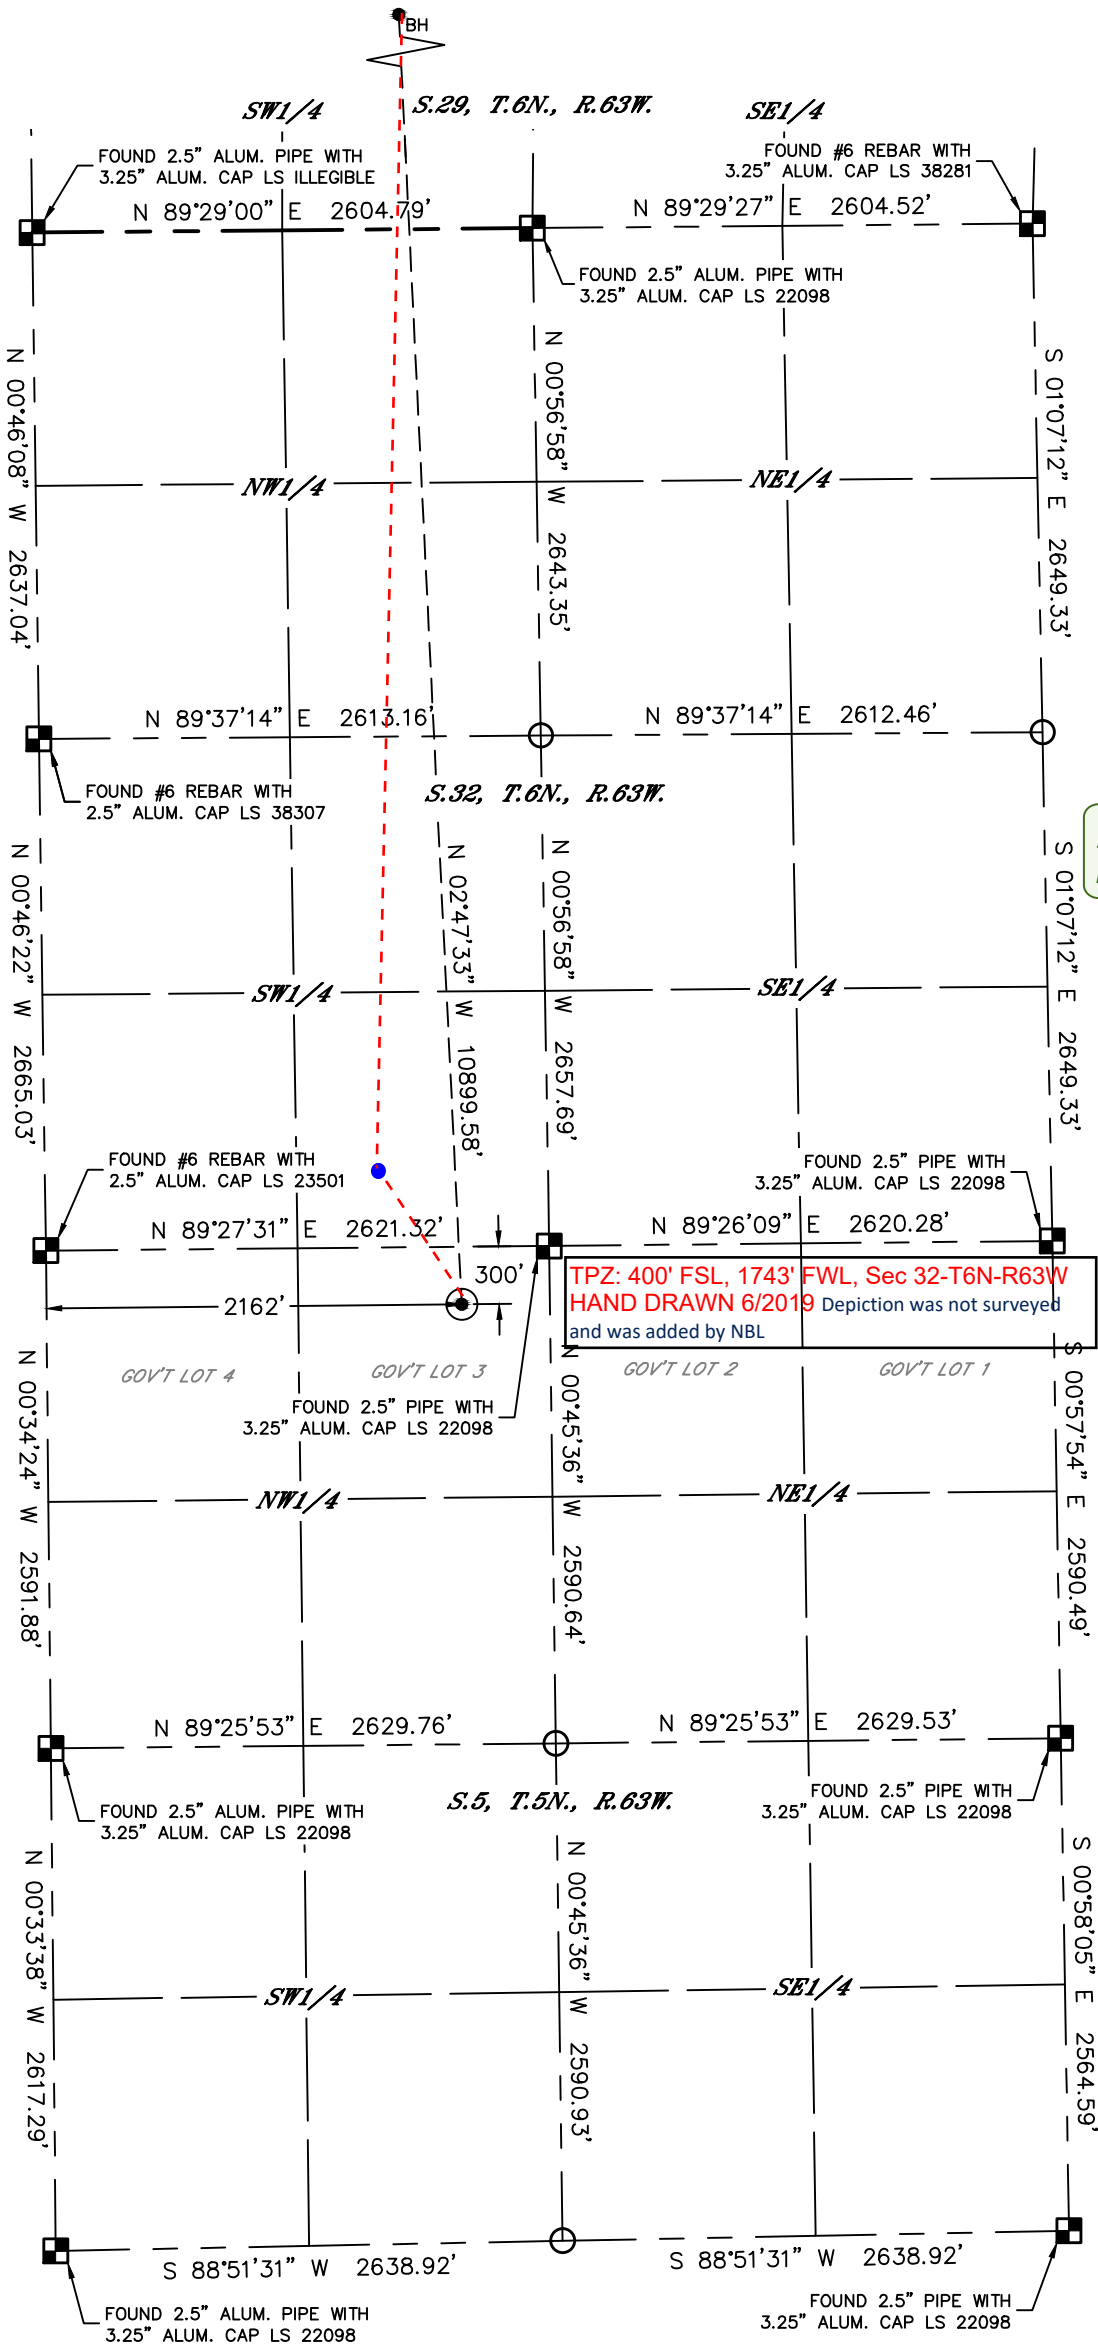 BH
SW1/4
S.29, T.6N., R.63W.
SE1/4
FOUND 2.5" ALUM. PIPE WITH
3.25" ALUM. CAP LS ILLEGIBLE
FOUND #6 REBAR WITH
3.25" ALUM. CAP LS 38281
N 89°29'00" E 2604.79'
N 89°29'27" E 2604.52'
FOUND 2.5" ALUM. PIPE WITH
3.25" ALUM. CAP LS 22098
N 00°46'08" W 2637.04'
N 00°56'58" W 2643.35'
S 01°07'12" E 2649.33'
NW1/4
NE1/4
N 89°37'14" E 2613.16'
N 89°37'14" E 2612.46'
FOUND #6 REBAR WITH
2.5" ALUM. CAP LS 38307
S.32, T.6N., R.63W.
N 00°46'22" W 2665.03'
N 02°47'33" W 10899.58'
N 00°56'58" W 2657.69'
S 01°07'12" E 2649.33'
SW1/4
SE1/4
FOUND #6 REBAR WITH
2.5" ALUM. CAP LS 23501
FOUND 2.5" PIPE WITH
3.25" ALUM. CAP LS 22098
N 89°27'31" E 2621.32'
N 89°26'09" E 2620.28'
300'
2162'
TPZ: 400' FSL, 1743' FWL, Sec 32-T6N-R63W
HAND DRAWN 6/2019 Depiction was not surveyed
and was added by NBL
GOV'T LOT 4
GOV'T LOT 3
GOV'T LOT 2
GOV'T LOT 1
FOUND 2.5" PIPE WITH
3.25" ALUM. CAP LS 22098
N 00°34'24" W 2591.88'
N 00°45'36" W 2590.64'
S 00°57'54" E 2590.49'
NW1/4
NE1/4
N 89°25'53" E 2629.76'
N 89°25'53" E 2629.53'
FOUND 2.5" ALUM. PIPE WITH
3.25" ALUM. CAP LS 22098
S.5, T.5N., R.63W.
FOUND 2.5" PIPE WITH
3.25" ALUM. CAP LS 22098
N 00°33'38" W 2617.29'
N 00°45'36" W 2590.93'
S 00°58'05" E 2564.59'
SW1/4
SE1/4
S 88°51'31" W 2638.92'
S 88°51'31" W 2638.92'
FOUND 2.5" ALUM. PIPE WITH
3.25" ALUM. CAP LS 22098
FOUND 2.5" PIPE WITH
3.25" ALUM. CAP LS 22098